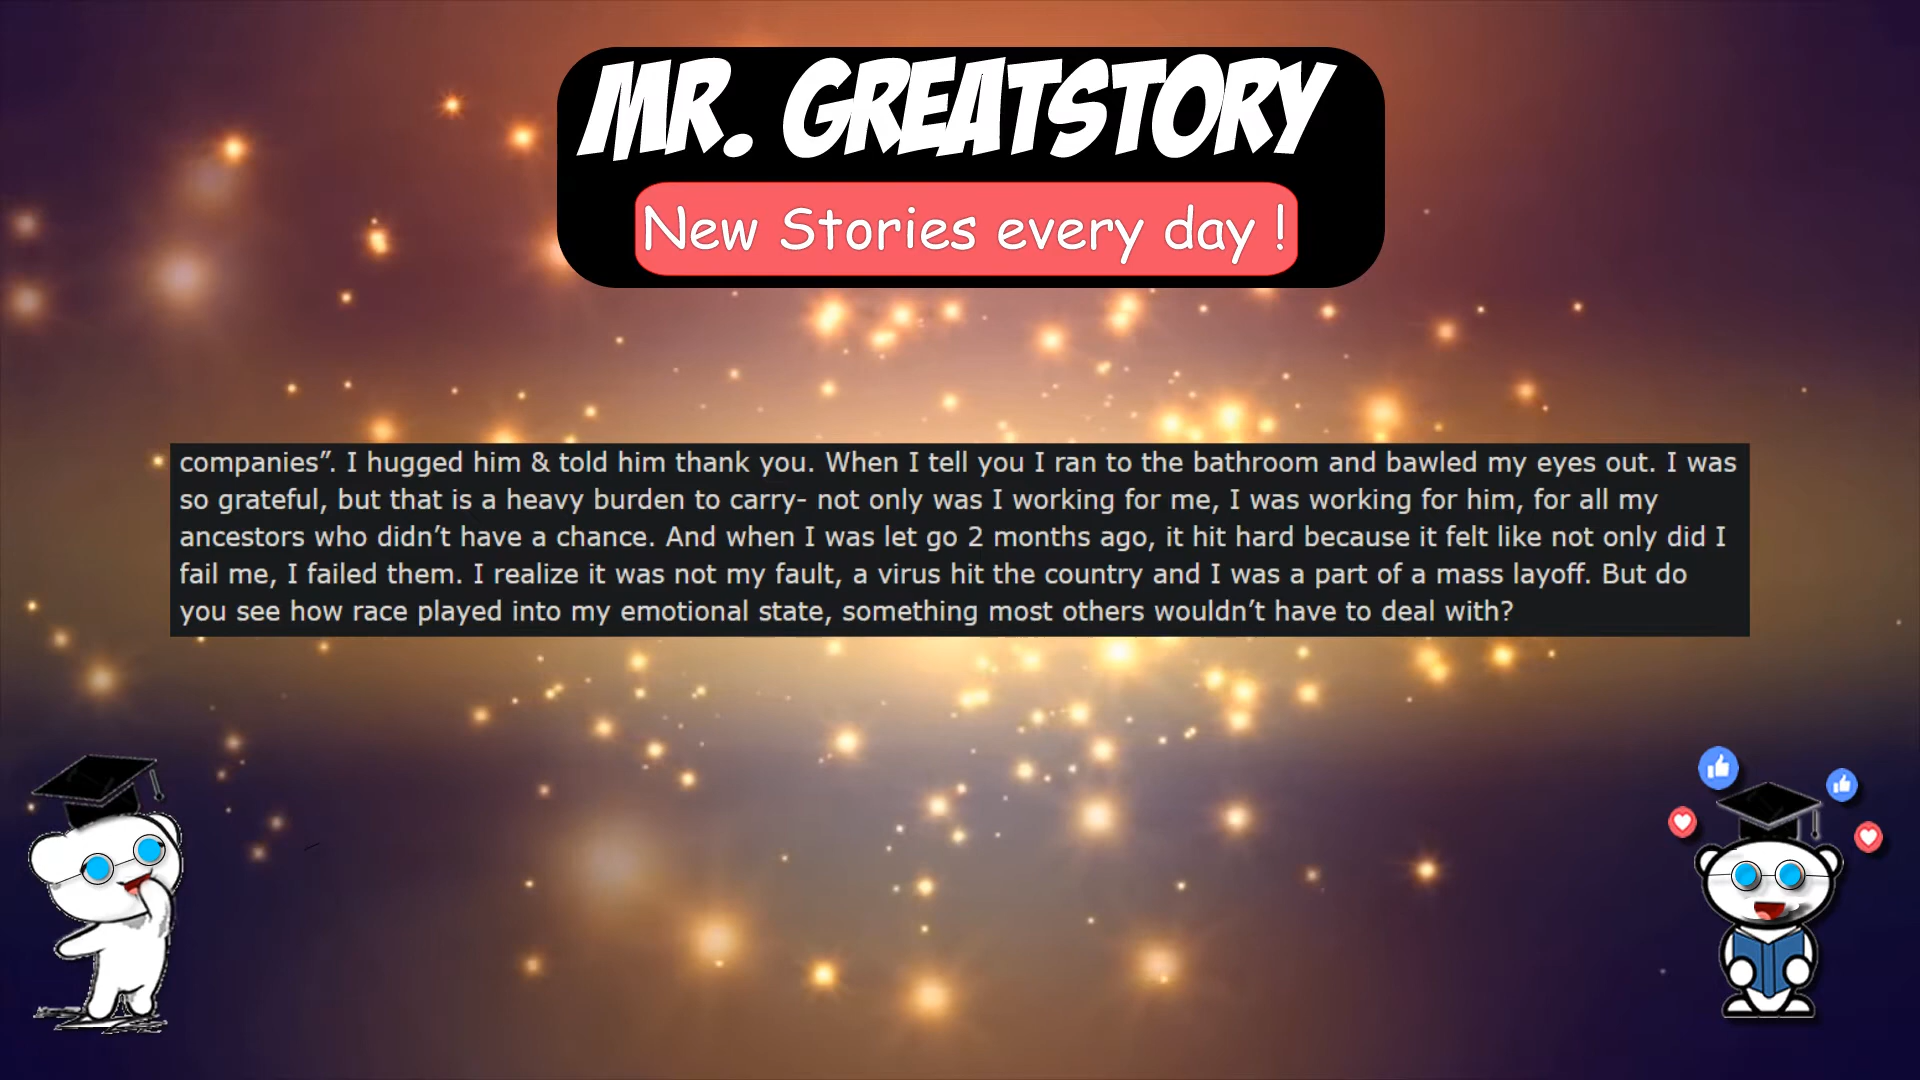 MR. GREATSTORY
New Stories every day !
companies”. I hugged him & told him thank you. When I tell you I ran to the bathroom and bawled my eyes out. I was
so grateful, but that is a heavy burden to carry- not only was I working for me, I was working for him, for all my
ancestors who didn’t have a chance. And when I was let go 2 months ago, it hit hard because it felt like not only did I
fail me, I failed them. I realize it was not my fault, a virus hit the country and I was a part of a mass layoff. But do
you see how race played into my emotional state, something most others wouldn’t have to deal with?